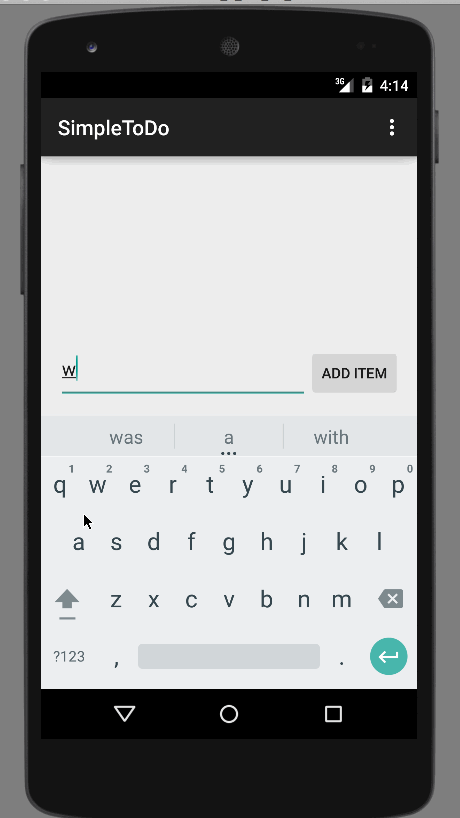 3G 4:14
SimpleToDo
w ADD ITEM
was a with
1 2 3 4 5 6 7 8 9 0
q w e r t y u i o p
a s d f g h j k l
z x c v b n m
?123 , .